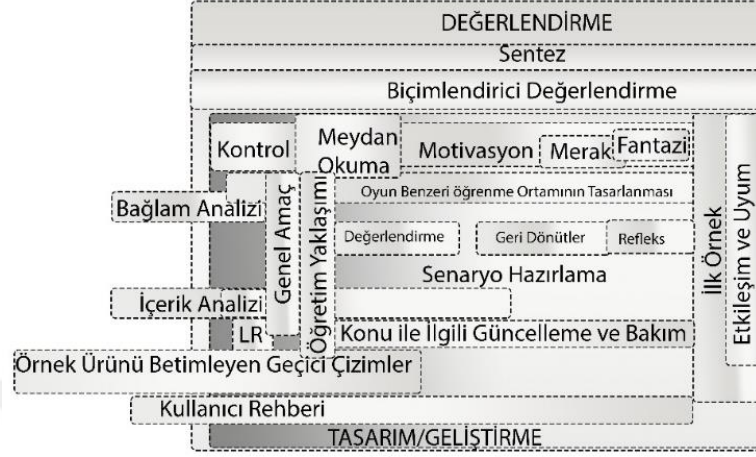 DEĞERLENDİRME
Sentez
Biçimlendirici Değerlendirme
Kontrol
Meydan
Okuma
Motivasyon
Merak
Fantazi
Oyun Benzeri öğrenme Ortamının Tasarlanması
Bağlam Analizi
Genel Amaç
Öğretim Yaklaşımı
Değerlendirme
Geri Dönütler
Refleks
Senaryo Hazırlama
İlk Örnek
Etkileşim ve Uyum
İçerik Analizi
LR
Konu ile İlgili Güncelleme ve Bakım
Örnek Ürünü Betimleyen Geçici Çizimler
Kullanıcı Rehberi
TASARIM/GELİŞTİRME